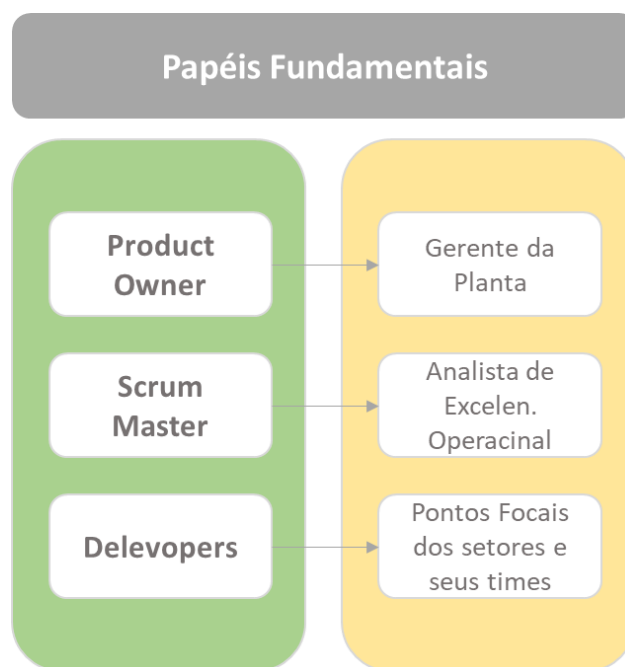 Papéis Fundamentais
Product
Owner
Gerente da
Planta
Scrum
Master
Analista de
Excelen.
Operacinal
Delevopers
Pontos Focais
dos setores e
seus times